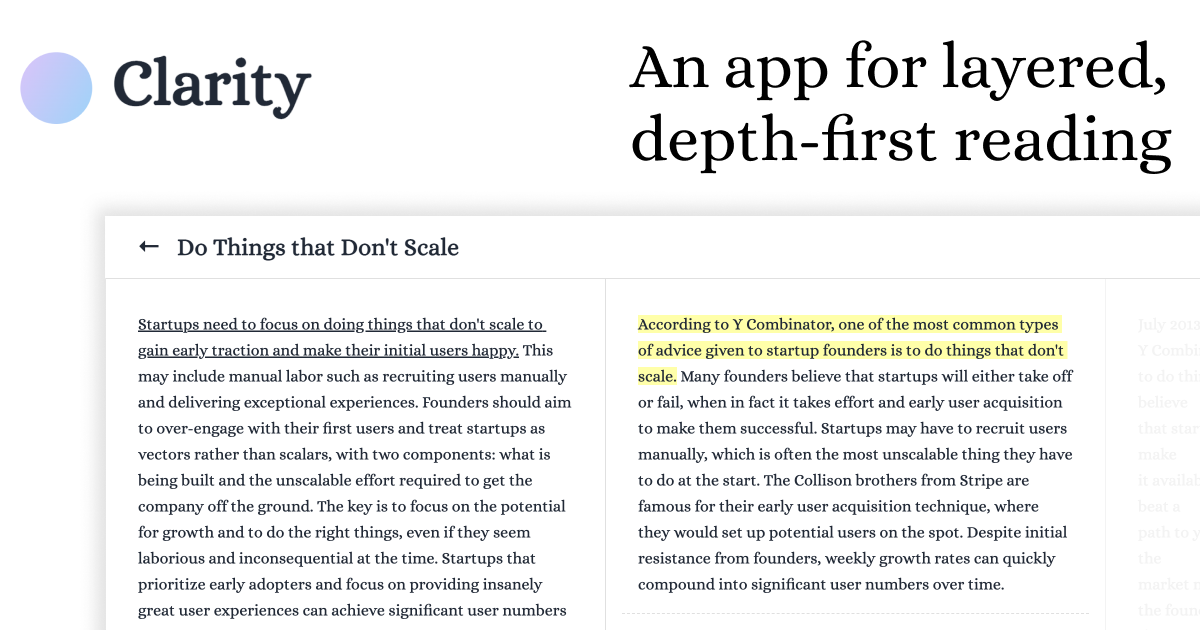 Clarity
An app for layered,
depth-first reading
← Do Things that Don't Scale
Startups need to focus on doing things that don't scale to
gain early traction and make their initial users happy. This
may include manual labor such as recruiting users manually
and delivering exceptional experiences. Founders should aim
to over-engage with their first users and treat startups as
vectors rather than scalars, with two components: what is
being built and the unscalable effort required to get the
company off the ground. The key is to focus on the potential
for growth and to do the right things, even if they seem
laborious and inconsequential at the time. Startups that
prioritize early adopters and focus on providing insanely
great user experiences can achieve significant user numbers
According to Y Combinator, one of the most common types
of advice given to startup founders is to do things that don't
scale. Many founders believe that startups will either take off
or fail, when in fact it takes effort and early user acquisition
to make them successful. Startups may have to recruit users
manually, which is often the most unscalable thing they have
to do at the start. The Collison brothers from Stripe are
famous for their early user acquisition technique, where
they would set up potential users on the spot. Despite initial
resistance from founders, weekly growth rates can quickly
compound into significant user numbers over time.
July 2013
Y
to do
believe
that
make
it
beat a
path to
the
market
the